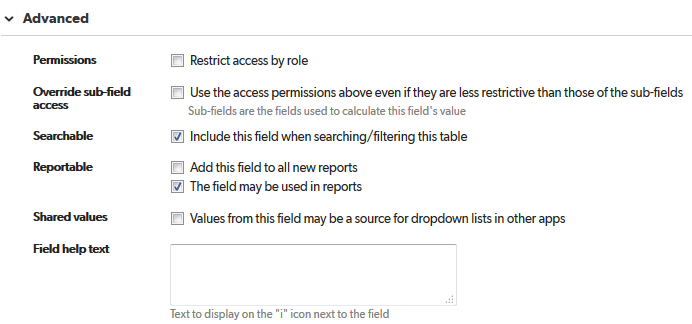 Advanced
Permissions
Restrict access by role
Override sub-field access
Use the access permissions above even if they are less restrictive than those of the sub-fields
Sub-fields are the fields used to calculate this field's value
Searchable
Include this field when searching/filtering this table
Reportable
Add this field to all new reports
The field may be used in reports
Shared values
Values from this field may be a source for dropdown lists in other apps
Field help text
Text to display on the "i" icon next to the field